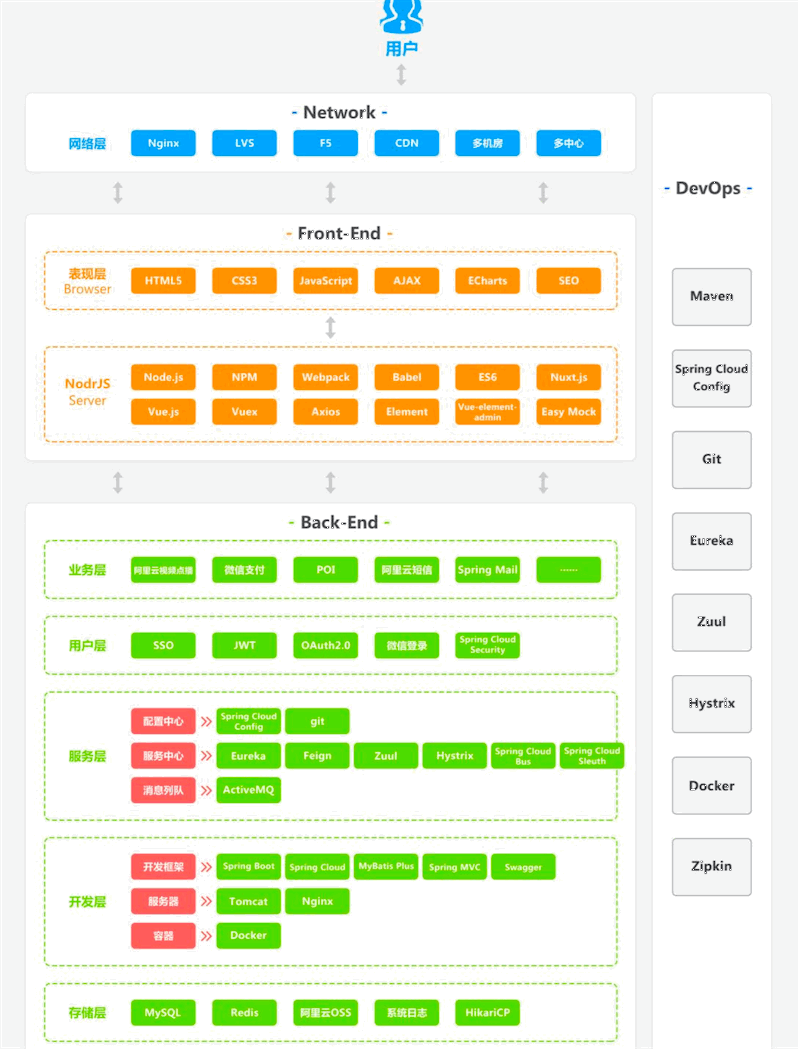 用户
- Network -
网络层
Nginx
LVS
F5
CDN
多机房
多中心
- Front-End -
表现层
Browser
HTML5
CSS3
JavaScript
AJAX
ECharts
SEO
NodrJS
Server
Node.js
NPM
Webpack
Babel
ES6
Nuxt.js
Vue.js
Vuex
Axios
Element
Vue-element-
admin
Easy Mock
- Back-End -
业务层
阿里云视频点播
微信支付
POI
阿里云短信
Spring Mail
······
用户层
SSO
JWT
OAuth2.0
微信登录
Spring Cloud
Security
服务层
配置中心
Spring Cloud
Config
git
服务中心
Eureka
Feign
Zuul
Hystrix
Spring Cloud
Bus
Spring Cloud
Sleuth
消息列队
ActiveMQ
开发层
开发框架
Spring Boot
Spring Cloud
MyBatis Plus
Spring MVC
Swagger
服务器
Tomcat
Nginx
容器
Docker
存储层
MySQL
Redis
阿里云OSS
系统日志
HikariCP
- DevOps -
Maven
Spring Cloud
Config
Git
Eureka
Zuul
Hystrix
Docker
Zipkin